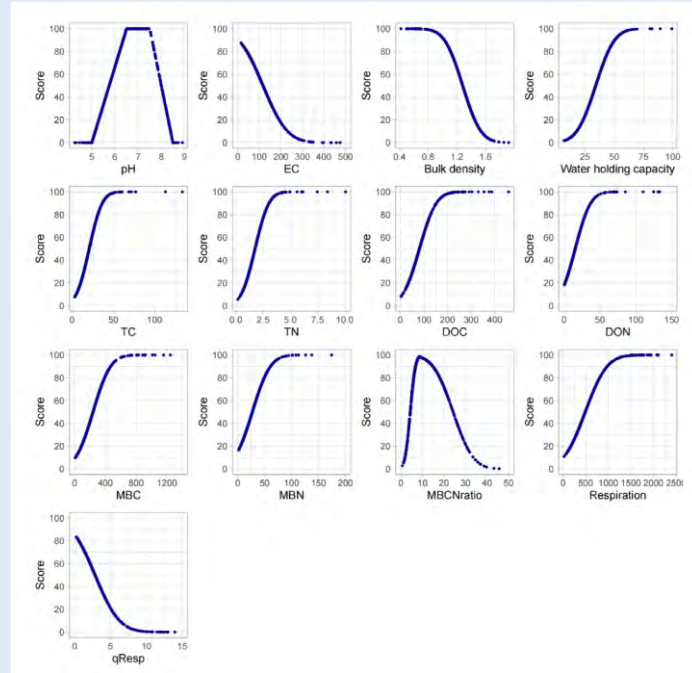 100
80
60
40
20
0
Score
5 6 7 8 9
pH
100
80
60
40
20
0
Score
0 100 200 300 400 500
EC
100
80
60
40
20
0
Score
0.4 0.8 1.2 1.6
Bulk density
100
80
60
40
20
0
Score
25 50 75 100
Water holding capacity
100
80
60
40
20
0
Score
0 50 100
TC
100
80
60
40
20
0
Score
0.0 2.5 5.0 7.5 10.0
TN
100
80
60
40
20
0
Score
0 100 200 300 400
DOC
100
80
60
40
20
0
Score
0 50 100 150
DON
100
80
60
40
20
0
Score
0 400 800 1200
MBC
100
80
60
40
20
0
Score
0 50 100 150 200
MBN
100
80
60
40
20
0
Score
0 10 20 30 40 50
MBCNratio
100
80
60
40
20
0
Score
0 500 1000 1500 2000 2500
Respiration
100
80
60
40
20
0
Score
0 5 10 15
qResp